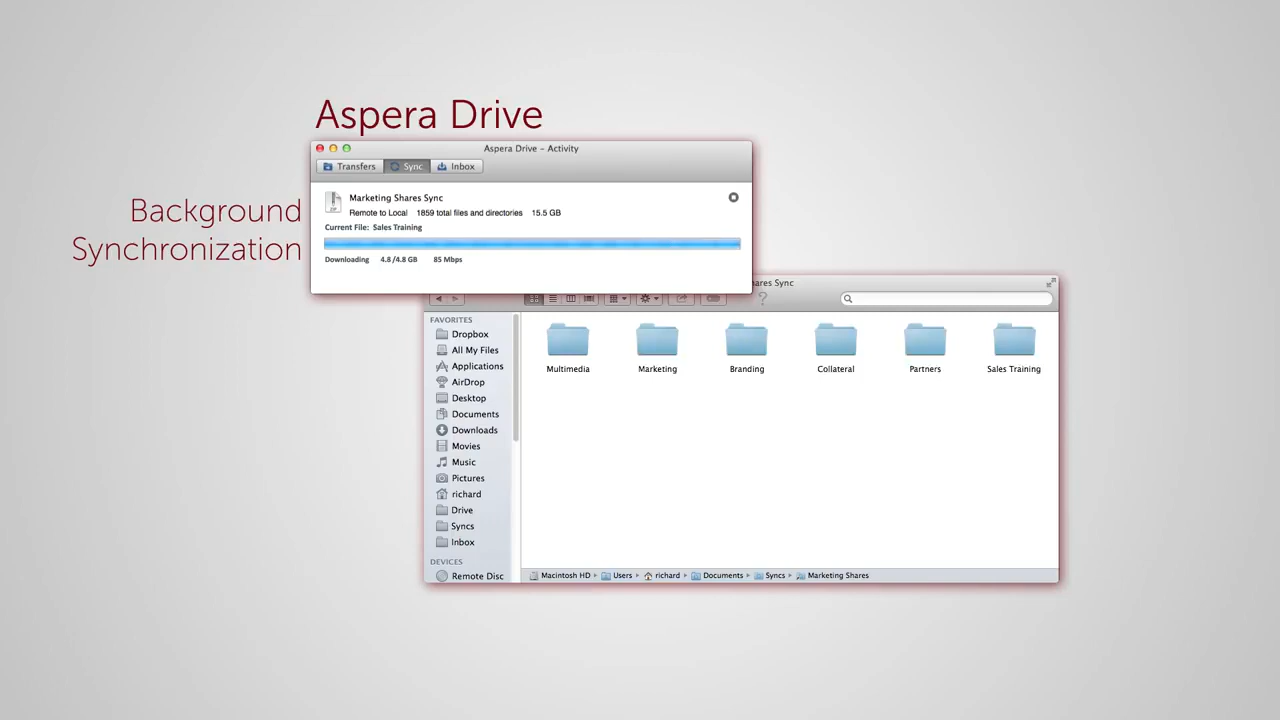 Aspera Drive
Aspera Drive – Activity
Transfers Sync Inbox
Background
Synchronization
ZIP
Marketing Shares Sync
Remote to Local 1859 total files and directories 15.5 GB
Current File: Sales Training
Downloading 4.8 /4.8 GB 85 Mbps
hares Sync
?
FAVORITES
Dropbox
All My Files
Applications
AirDrop
Desktop
Documents
Downloads
Movies
Music
Pictures
richard
Drive
Syncs
Inbox
DEVICES
Remote Disc
Multimedia Marketing Branding Collateral Partners Sales Training
Macintosh HD Users richard Documents Syncs Marketing Shares